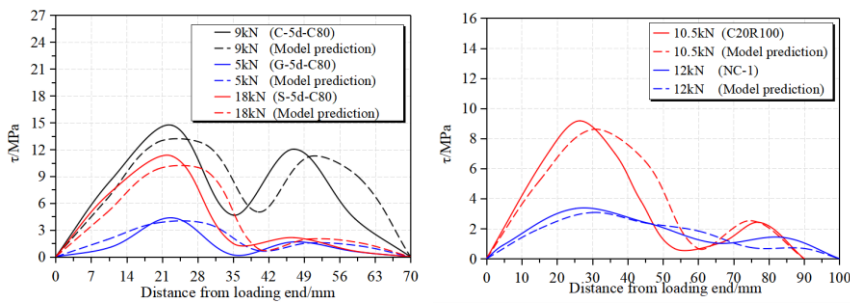 27
24
21
18
15
12
9
6
3
0
τ/MPa
9kN (C-5d-C80)
9kN (Model prediction)
5kN (G-5d-C80)
5kN (Model prediction)
18kN (S-5d-C80)
18kN (Model prediction)
0 7 14 21 28 35 42 49 56 63 70
Distance from loading end/mm
16
14
12
10
8
6
4
2
0
τ/MPa
10.5kN (C20R100)
10.5kN (Model prediction)
12kN (NC-1)
12kN (Model prediction)
0 10 20 30 40 50 60 70 80 90 100
Distance from loading end/mm